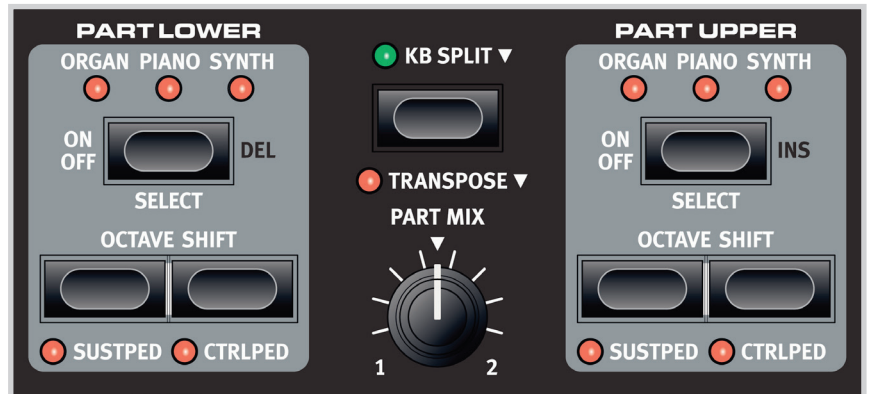 PART LOWER
ORGAN PIANO SYNTH
ON
OFF
DEL
SELECT
OCTAVE SHIFT
SUSTPED CTRLPED
KB SPLIT ▼
TRANSPOSE ▼
PART MIX
▼
1 2
PART UPPER
ORGAN PIANO SYNTH
ON
OFF
INS
SELECT
OCTAVE SHIFT
SUSTPED CTRLPED